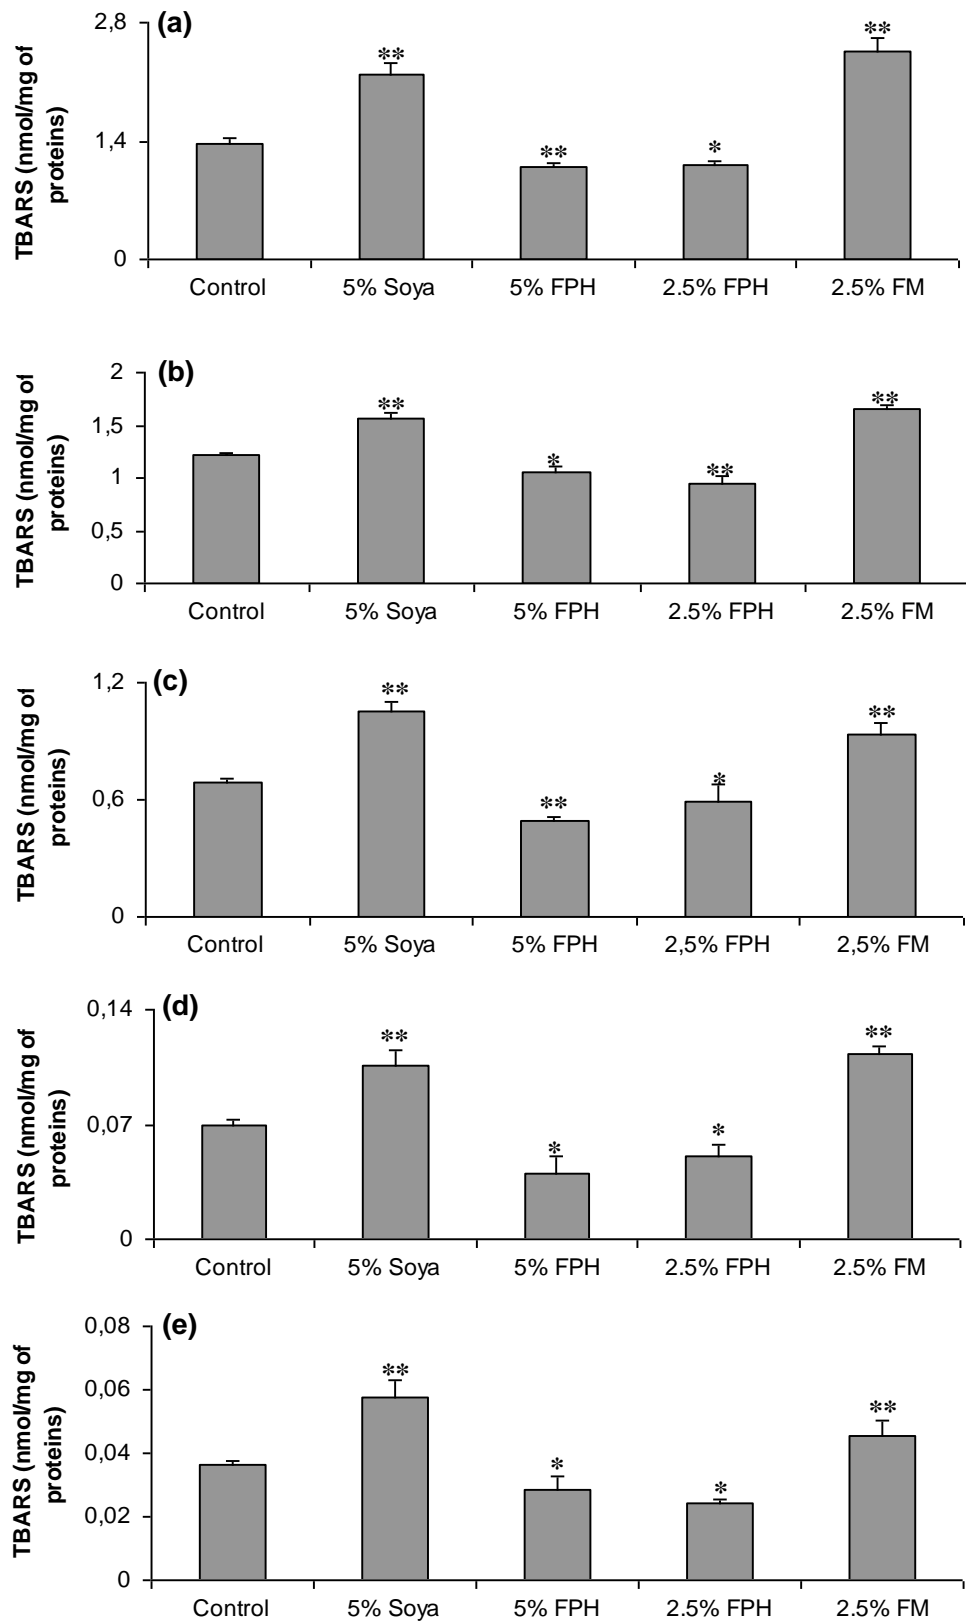 (a)
TBARS (nmol/mg of
proteins)
2,8
**
**
1,4
**
*
0
Control 5% Soya 5% FPH 2.5% FPH 2.5% FM
(b)
TBARS (nmol/mg of
proteins)
2
**
**
1,5
*
**
1
0,5
0
Control 5% Soya 5% FPH 2.5% FPH 2.5% FM
(c)
TBARS (nmol/mg of
proteins)
1,2
**
**
*
0,6
**
0
Control 5% Soya 5% FPH 2,5% FPH 2,5% FM
(d)
TBARS (nmol/mg of
proteins)
0,14
**
**
0,07
*
*
0
Control 5% Soya 5% FPH 2.5% FPH 2.5% FM
(e)
TBARS (nmol/mg of
proteins)
0,08
**
0,06
**
0,04
*
*
0,02
0
Control 5% Soya 5% FPH 2.5% FPH 2.5% FM